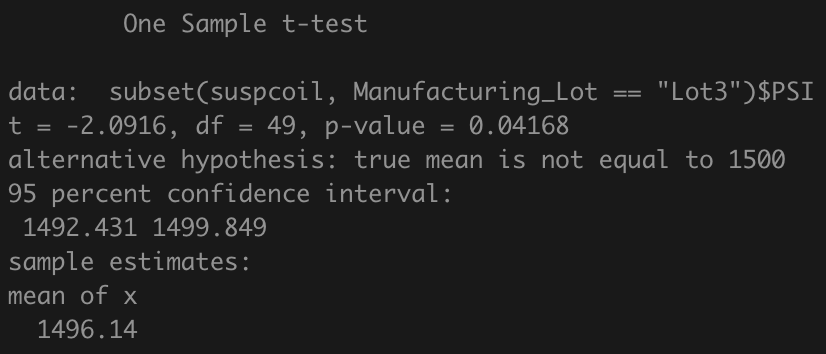 One Sample t-test
data:  subset(suspcoil, Manufacturing_Lot == "Lot3")$PSI
t = -2.0916, df = 49, p-value = 0.04168
alternative hypothesis: true mean is not equal to 1500
95 percent confidence interval:
1492.431 1499.849
sample estimates:
mean of x
1496.14